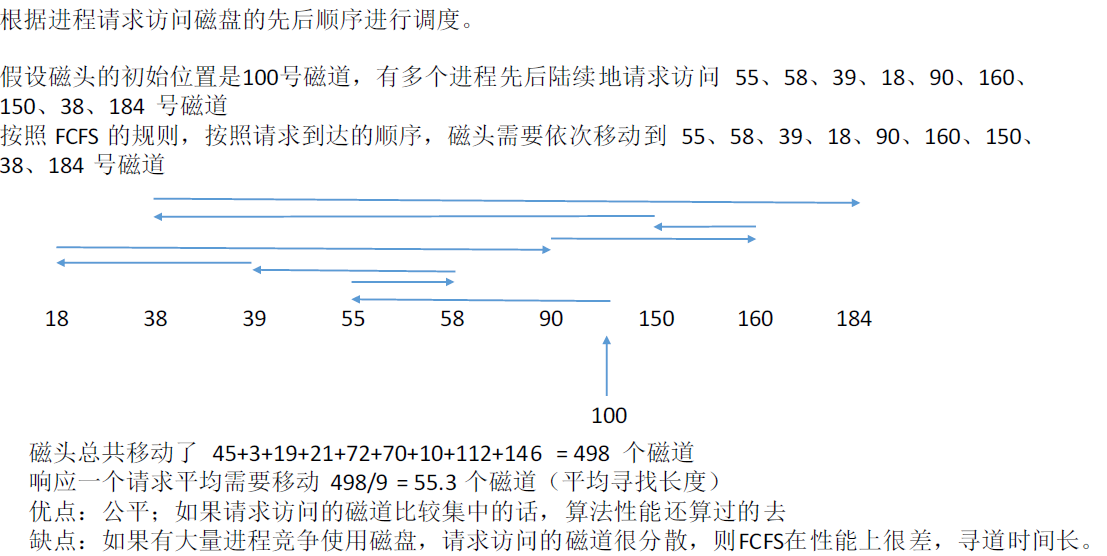 根据进程请求访问磁盘的先后顺序进行调度。
假设磁头的初始位置是100号磁道，有多个进程先后陆续地请求访问 55、58、39、18、90、160、
150、38、184 号磁道
按照 FCFS 的规则，按照请求到达的顺序，磁头需要依次移动到 55、58、39、18、90、160、150、
38、184 号磁道
18 38 39 55 58 90 150 160 184
100
磁头总共移动了 45+3+19+21+72+70+10+112+146 = 498 个磁道
响应一个请求平均需要移动 498/9 = 55.3 个磁道（平均寻找长度）
优点：公平；如果请求访问的磁道比较集中的话，算法性能还算过的去
缺点：如果有大量进程竞争使用磁盘，请求访问的磁道很分散，则FCFS在性能上很差，寻道时间长。